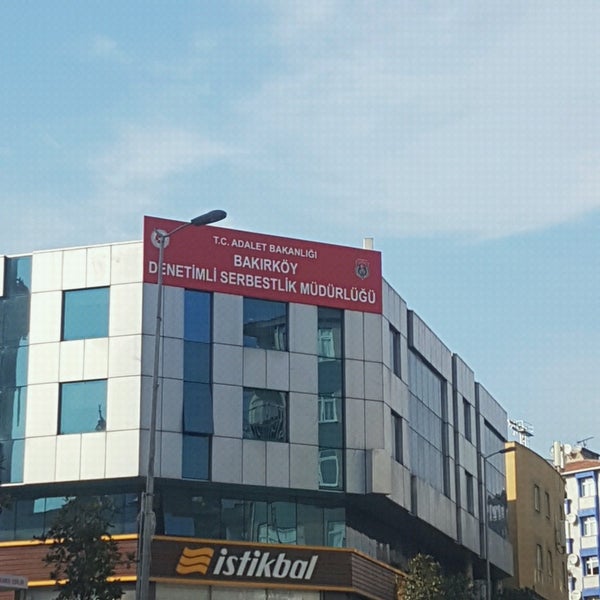 T.C. ADALET BAKANLIĞI
BAKIRKÖY
DENETİMLİ SERBESTLİK MÜDÜRLÜĞÜ
istikbal